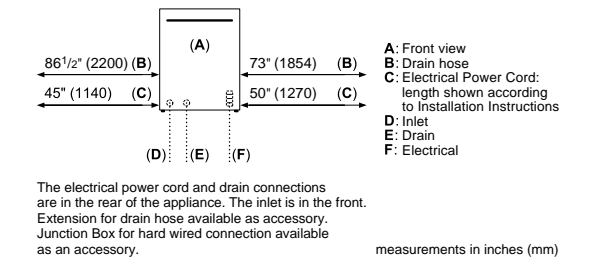 (A)
86 1/2" (2200) (B)
73" (1854) (B)
45" (1140) (C)
50" (1270) (C)
(D)
(E)
(F)
A: Front view
B: Drain hose
C: Electrical Power Cord:
length shown according
to Installation Instructions
D: Inlet
E: Drain
F: Electrical
The electrical power cord and drain connections
are in the rear of the appliance. The inlet is in the front.
Extension for drain hose available as accessory.
Junction Box for hard wired connection available
as an accessory.
measurements in inches (mm)